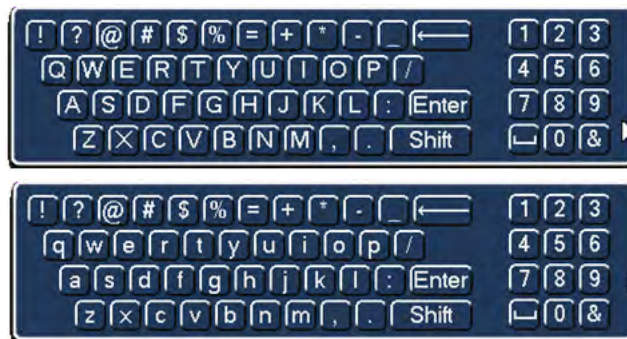 ! ? @ # $ % = + * - _ ← 1 2 3
Q W E R T Y U I O P / 4 5 6
A S D F G H J K L : Enter 7 8 9
Z X C V B N M , . Shift ␣ 0 &
! ? @ # $ % = + * - _ ← 1 2 3
q w e r t y u i o p / 4 5 6
a s d f g h j k l : Enter 7 8 9
z x c v b n m , . Shift ␣ 0 &